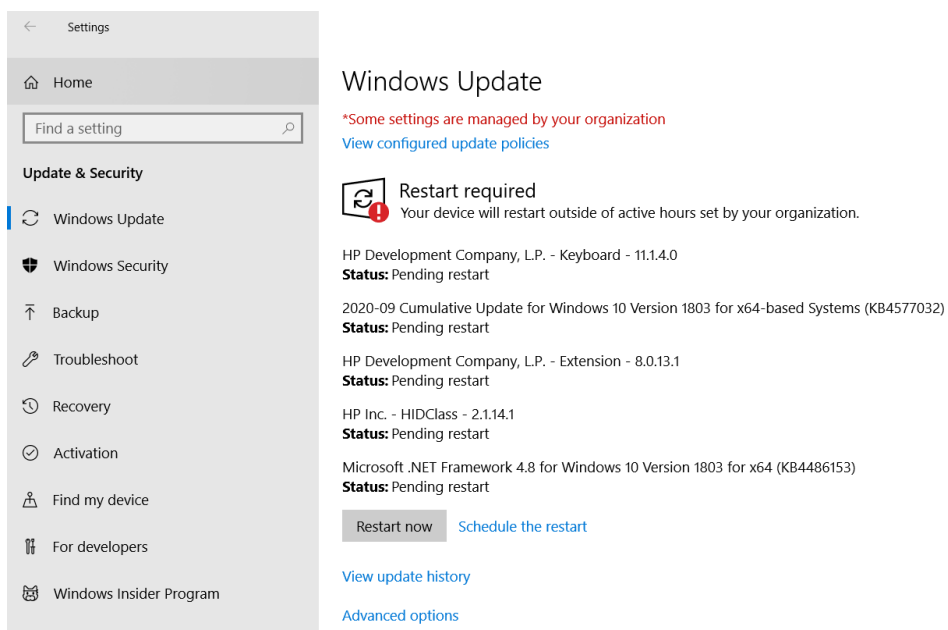 Settings
Home
Find a setting
Update & Security
Windows Update
Windows Security
Backup
Troubleshoot
Recovery
Activation
Find my device
For developers
Windows Insider Program
Windows Update
*Some settings are managed by your organization
View configured update policies
Restart required
Your device will restart outside of active hours set by your organization.
HP Development Company, L.P. - Keyboard - 11.1.4.0
Status: Pending restart
2020-09 Cumulative Update for Windows 10 Version 1803 for x64-based Systems (KB4577032)
Status: Pending restart
HP Development Company, L.P. - Extension - 8.0.13.1
Status: Pending restart
HP Inc. - HIDClass - 2.1.14.1
Status: Pending restart
Microsoft .NET Framework 4.8 for Windows 10 Version 1803 for x64 (KB4486153)
Status: Pending restart
Restart now
Schedule the restart
View update history
Advanced options